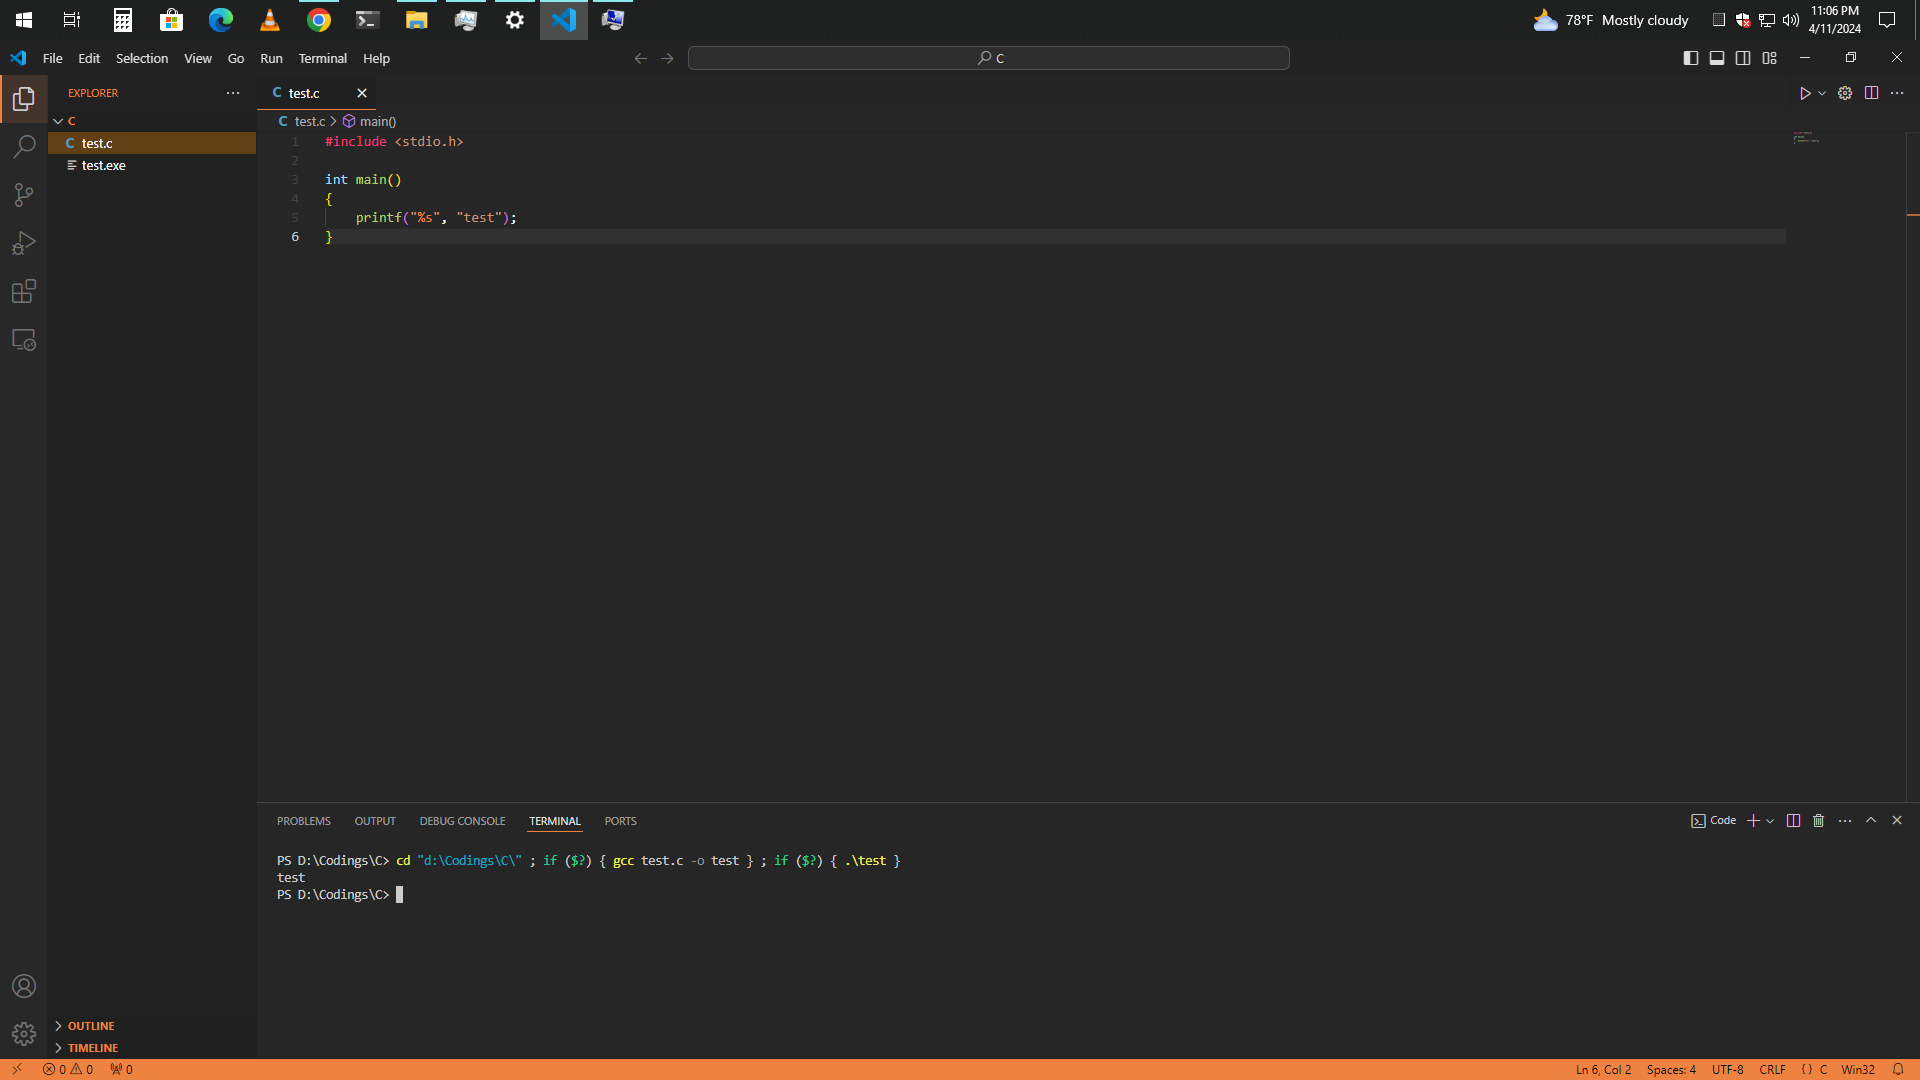 78°F Mostly cloudy
11:06 PM
4/11/2024
File Edit Selection View Go Run Terminal Help
C
EXPLORER
C
test.c
test.exe
OUTLINE
TIMELINE
C test.c
C test.c > main()
1 #include <stdio.h>
2
3 int main()
4 {
5 printf("%s", "test");
6 }
PROBLEMS OUTPUT DEBUG CONSOLE TERMINAL PORTS
Code
PS D:\Codings\C> cd "d:\Codings\C\" ; if ($?) { gcc test.c -o test } ; if ($?) { .\test }
test
PS D:\Codings\C>
0 0 0
Ln 6, Col 2 Spaces: 4 UTF-8 CRLF {} C Win32